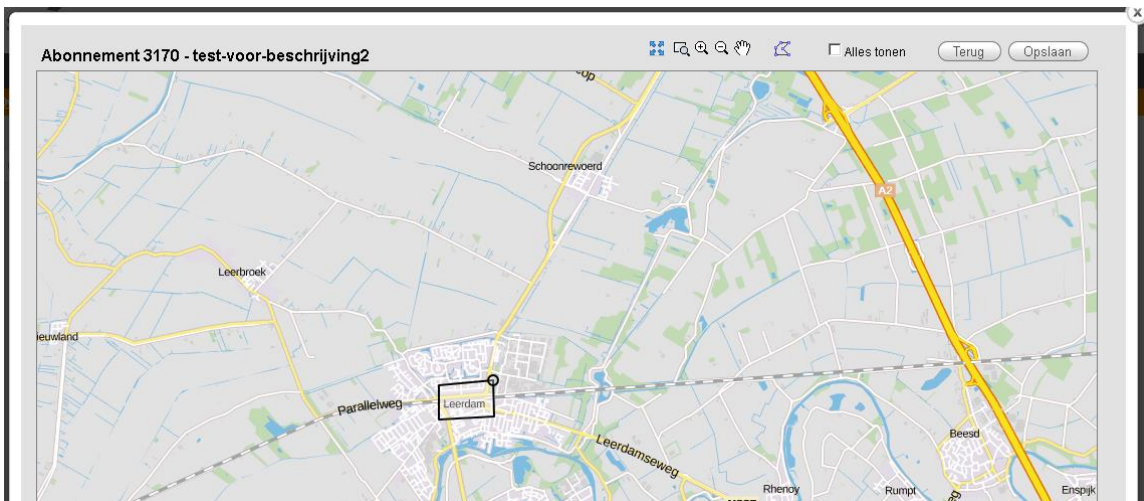 x
Abonnement 3170 - test-voor-beschrijving2
Alles tonen
Terug
Opslaan
op
Schoonrewoerd
A2
Leerbroek
ieuwland
Parallelweg
Leerdam
Leerdamseweg
Beesd
Rhenoy
Rumpt
Enspijk